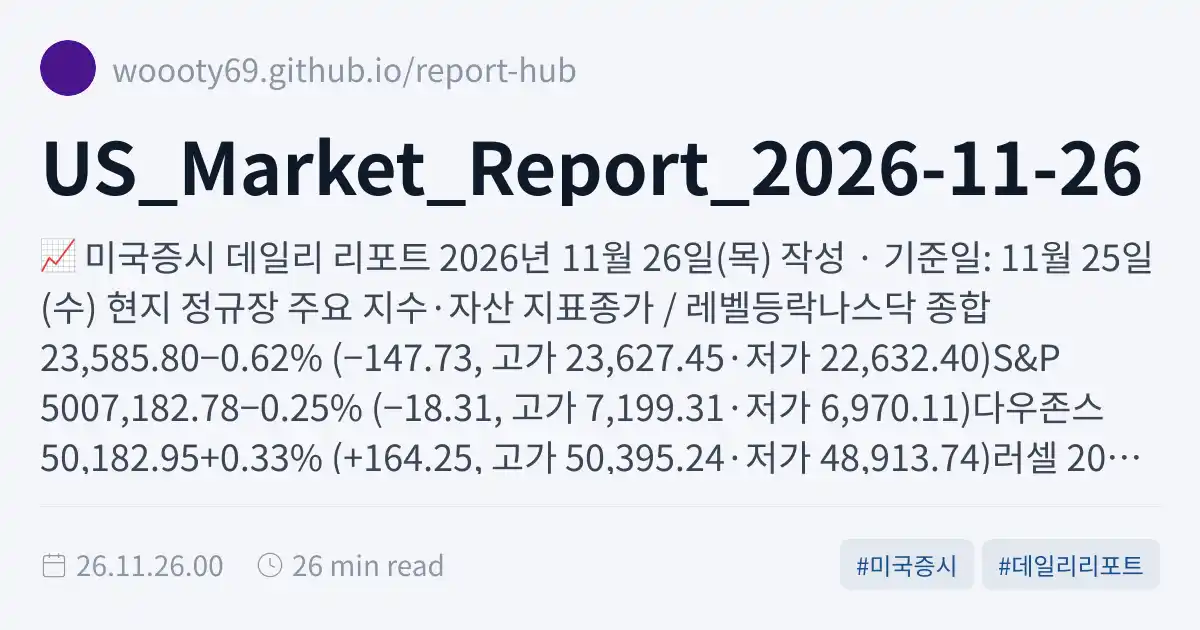 woooty69.github.io/report-hub
US_Market_Report_2026-11-26
📈 미국증시 데일리 리포트 2026년 11월 26일(목) 작성 · 기준일: 11월 25일
(수) 현지 정규장 주요 지수·자산 지표종가 / 레벨등락나스닥 종합
23,585.80−0.62% (−147.73, 고가 23,627.45·저가 22,632.40)S&P
5007,182.78−0.25% (−18.31, 고가 7,199.31·저가 6,970.11)다우존스
50,182.95+0.33% (+164.25, 고가 50,395.24·저가 48,913.74)러셀 20…
26.11.26.00 26 min read #미국증시 #데일리리포트